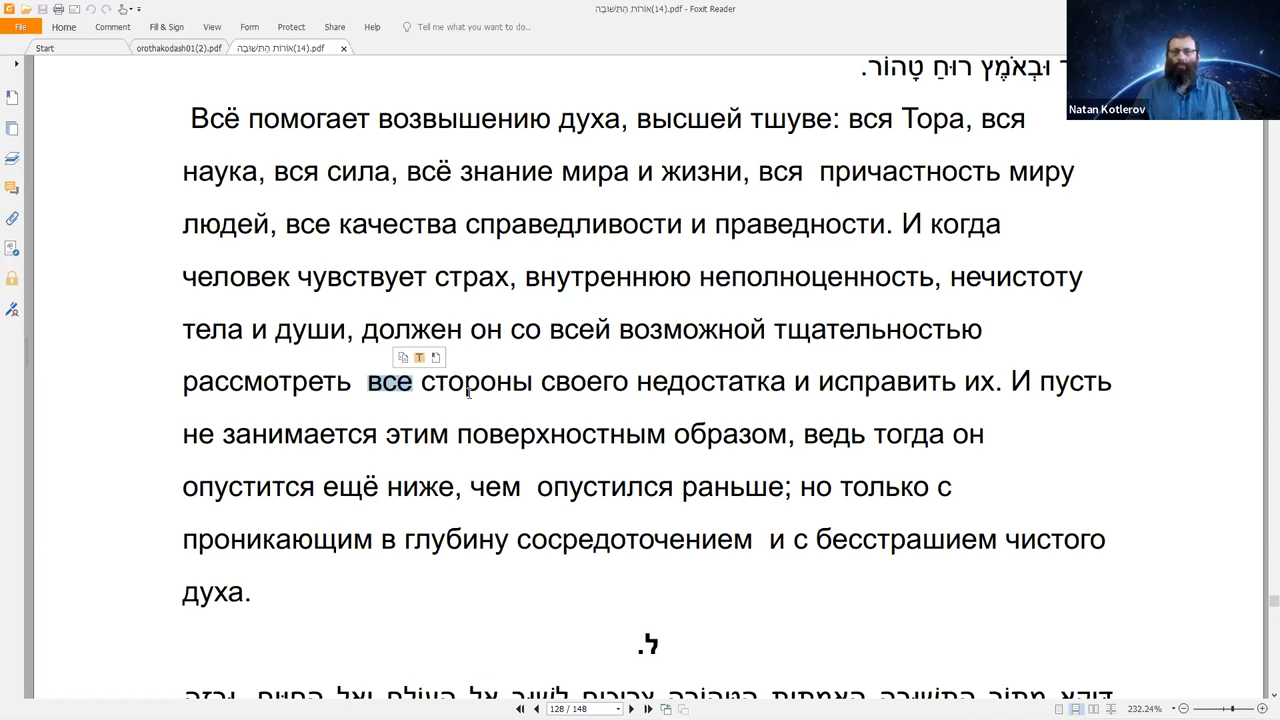 אורות התשובה(14).pdf - Foxit Reader
File Home Comment Fill & Sign View Form Protect Share Help Tell me what you want to do..
Start orothakodash01(2).pdf אורות התשובה(14).pdf
וּבְאֹמֶץ רוּחַ טָהוֹר.
Natan Kotlerov
Всё помогает возвышению духа, высшей тшуве: вся Тора, вся
наука, вся сила, всё знание мира и жизни, вся причастность миру
людей, все качества справедливости и праведности. И когда
человек чувствует страх, внутреннюю неполноценность, нечистоту
тела и души, должен он со всей возможной тщательностью
рассмотреть все стороны своего недостатка и исправить их. И пусть
не занимается этим поверхностным образом, ведь тогда он
опустится ещё ниже, чем опустился раньше; но только с
проникающим в глубину сосредоточением и с бесстрашием чистого
духа.
ל.
128 / 148 232.24%